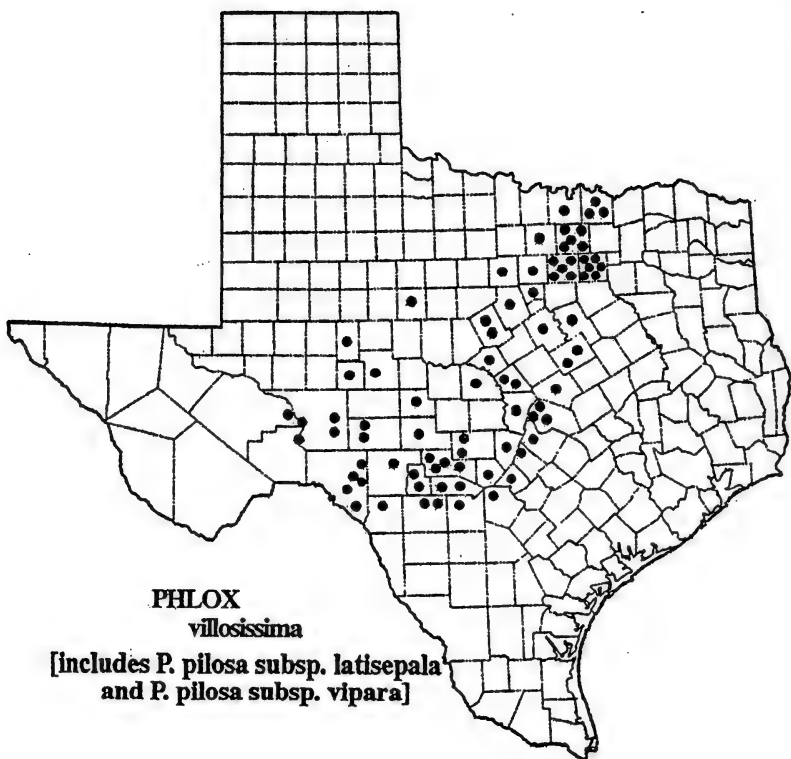 PHLOX
villosissima
[includes P. pilosa subsp. latisepala
and P. pilosa subsp. vipara]